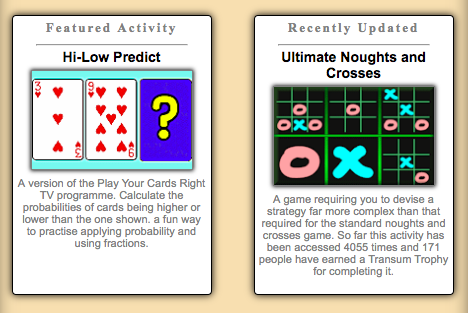 Featured Activity
Hi-Low Predict
3
3
9
9
?
A version of the Play Your Cards Right
TV programme. Calculate the
probabilities of cards being higher or
lower than the one shown. a fun way
to practise applying probability and
using fractions.
Recently Updated
Ultimate Noughts and
Crosses
A game requiring you to devise a
strategy far more complex than that
required for the standard noughts and
crosses game. So far this activity has
been accessed 4055 times and 171
people have earned a Transum Trophy
for completing it.